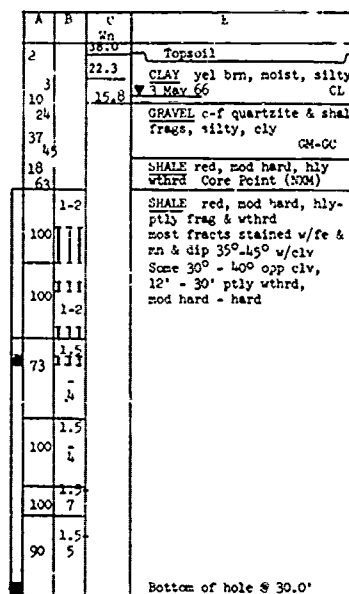 A B C E
Wn
2 38.0 Topsoil
22.3 CLAY yel brn, moist, silty
3 3 May 66 CL
10 15.8
24 GRAVEL c-f quartzite & shal
frags, silty, cly
37 GM-GC
45
18 SHALE red, mod hard, hly
63 wthrd Core Point (NXM)
1-2 SHALE red, mod hard, hly-
ptly frag & wthrd
100 most fracts stained w/fe &
mn & dip 35°-45° w/clv
Some 30° - 40° opp clv,
100 12' - 30' ptly wthrd,
1-2 mod hard - hard
1.5
73
-
4
1.5
100 -
4
1.5
100 7
1.5
90 5
Bottom of hole @ 30.0'